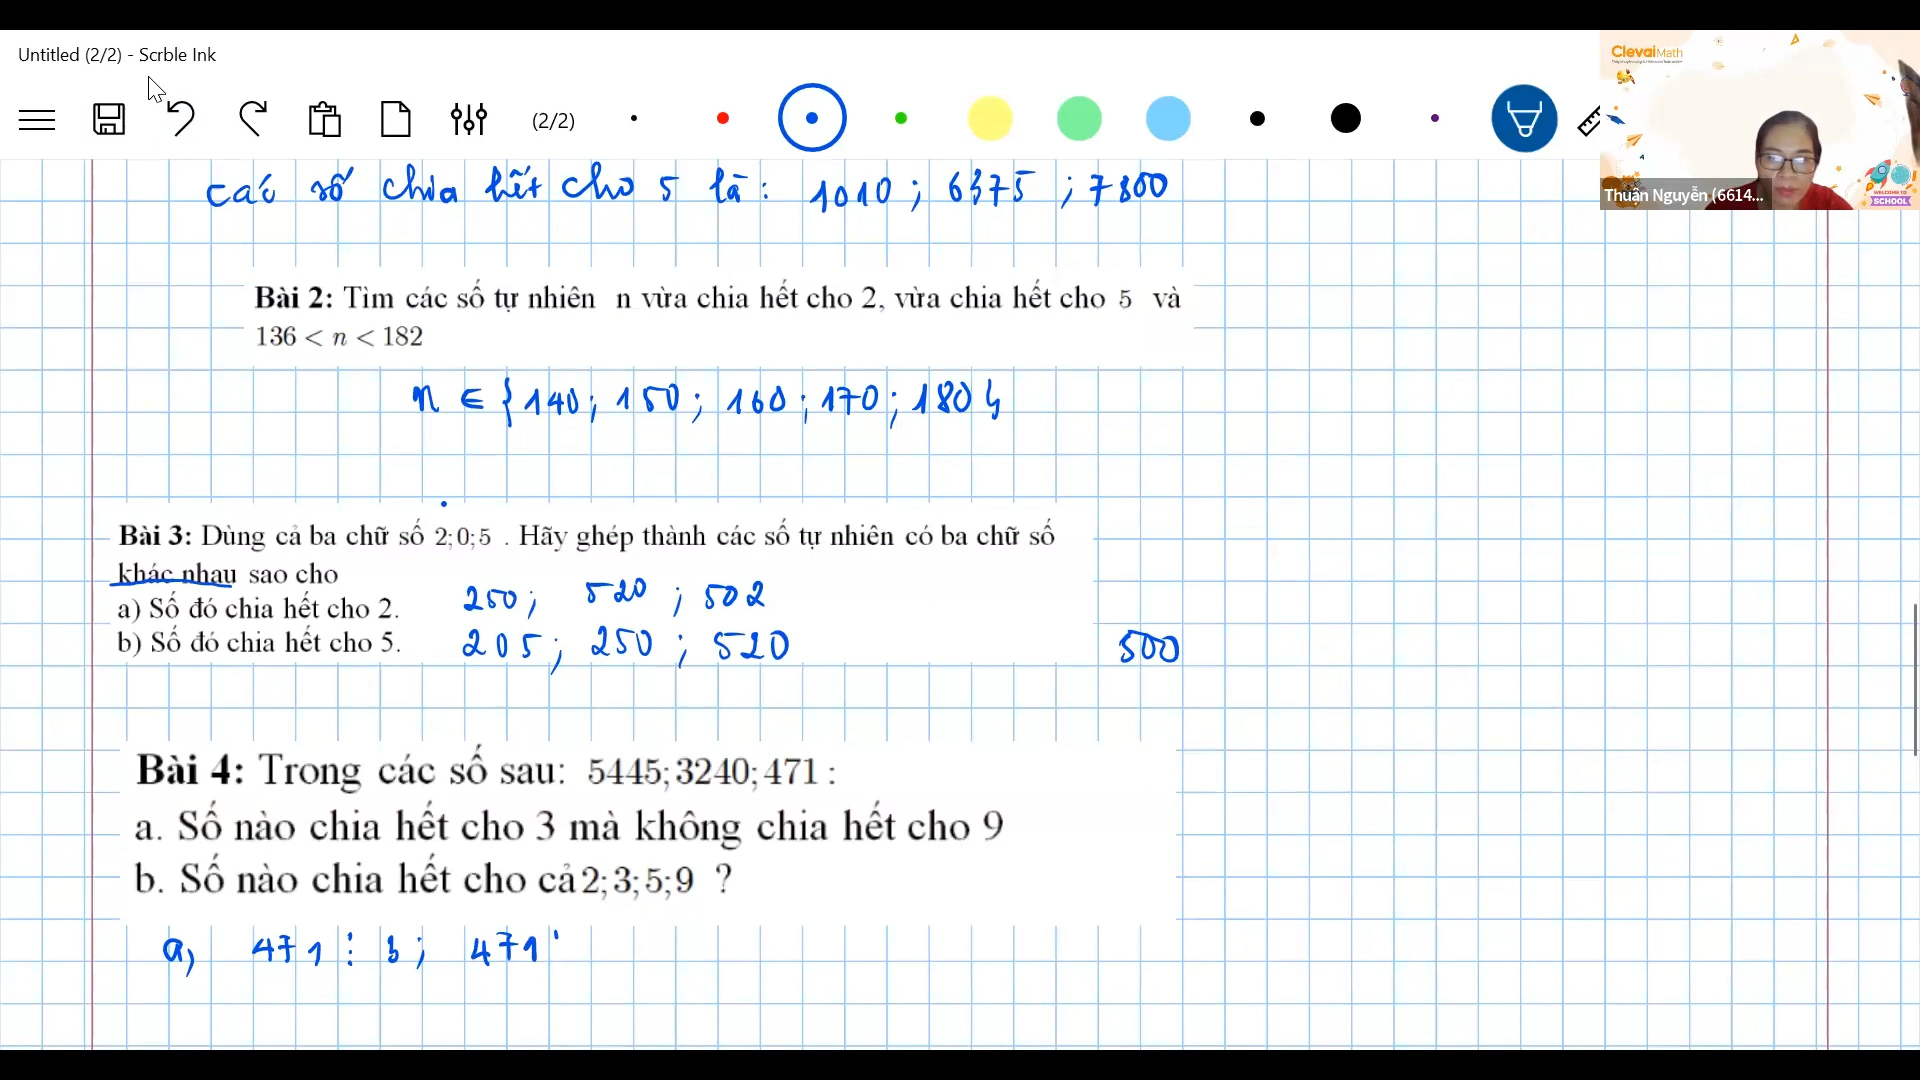 Untitled (2/2) - Scrble Ink
ClevaiMath
(2/2)
Thuân Nguyễn (6614...
WELCOME TO
SCHOOL
các số chia hết cho 5 là: 1010 ; 6375 ; 7800
Bài 2: Tìm các số tự nhiên n vừa chia hết cho 2, vừa chia hết cho 5 và
136 < n < 182
n ∈ {140; 150; 160; 170; 180}
Bài 3: Dùng cả ba chữ số 2;0;5 . Hãy ghép thành các số tự nhiên có ba chữ số
khác nhau sao cho
a) Số đó chia hết cho 2. 250; 520 ; 502
b) Số đó chia hết cho 5. 205; 250 ; 520 500
Bài 4: Trong các số sau: 5445;3240;471 :
a. Số nào chia hết cho 3 mà không chia hết cho 9
b. Số nào chia hết cho cả 2;3;5;9 ?
a, 471 ⋮ 3 ; 471